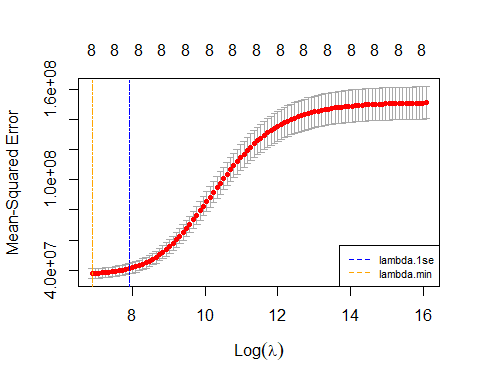 8 8 8 8 8 8 8 8 8 8 8 8 8 8 8
1.6e+08
1.0e+08
4.0e+07
Mean-Squared Error
lambda.1se
lambda.min
8 10 12 14 16
Log(λ)